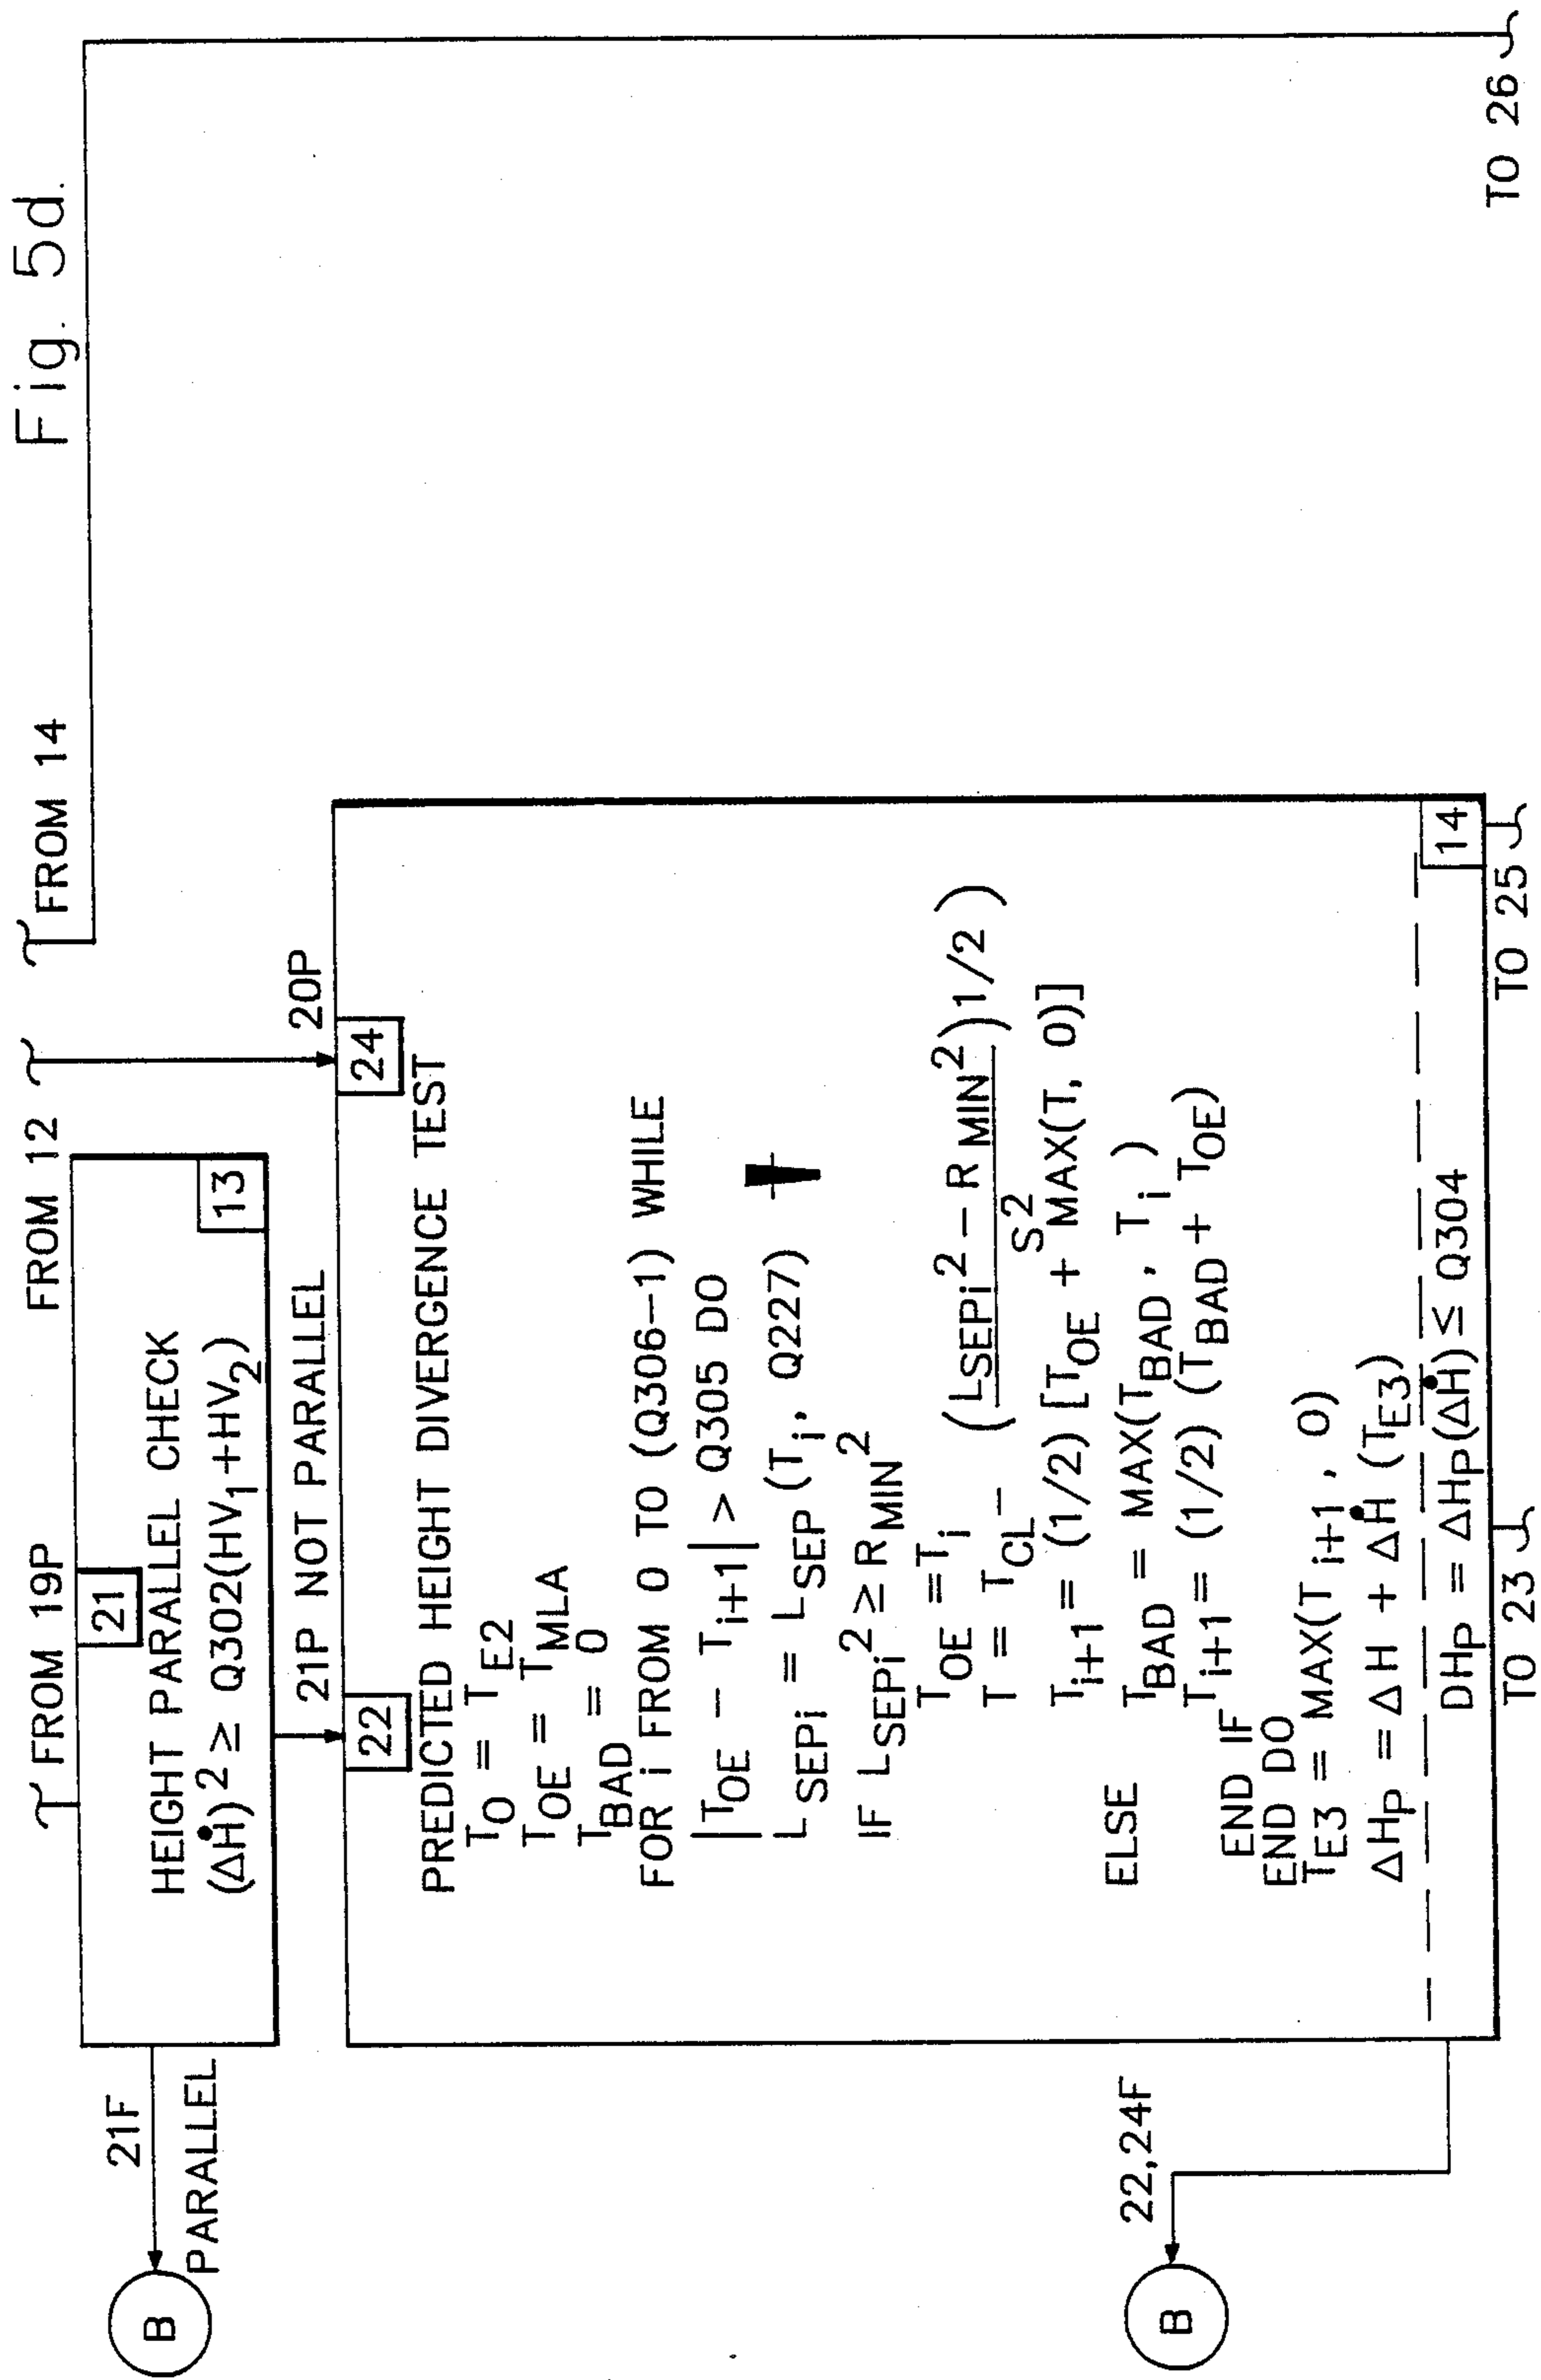 Fig. 5d.
FROM 19P
FROM 12
FROM 14
21
HEIGHT PARALLEL CHECK
(ΔḢ)² ≥ Q302(HV₁+HV₂)
13
21F
PARALLEL
B
21P NOT PARALLEL
20P
22
24
PREDICTED HEIGHT DIVERGENCE TEST
T₀ = T_E2
T_OE = T_MLA
T_BAD = 0
FOR i FROM 0 TO (Q306-1) WHILE
|T_OE - T_i+1| > Q305 DO
L_SEPi = L_SEP (T_i, Q227)
IF L_SEPi² ≥ R_MIN²
T_OE = T_i
T = T_CL - ((L_SEPi² - R_MIN²)/S²)1/2)
T_i+1 = (1/2) [T_OE + MAX(T, 0)]
ELSE T_BAD = MAX(T_BAD, T_i)
T_i+1 = (1/2) (T_BAD + T_OE)
END IF
END DO
T_E3 = MAX(T_i+1, 0)
ΔH_P = ΔH + ΔḢ (T_E3)
DH_P = ΔH_P(ΔḢ) ≤ Q304
14
22,24F
B
TO 23
TO 25
TO 26